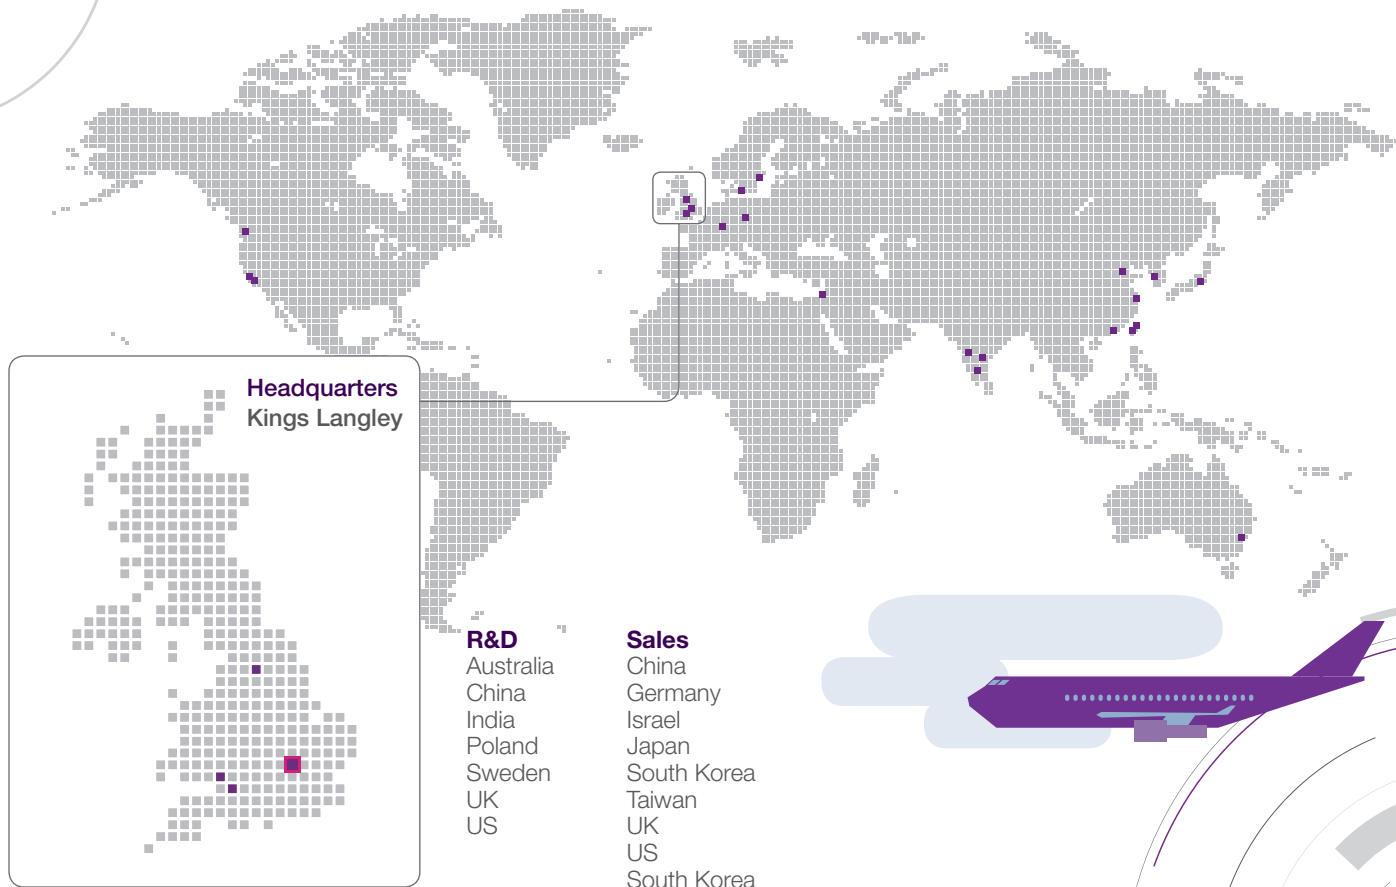 Headquarters
Kings Langley
R&D
Australia
China
India
Poland
Sweden
UK
US
Sales
China
Germany
Israel
Japan
South Korea
Taiwan
UK
US
South Korea